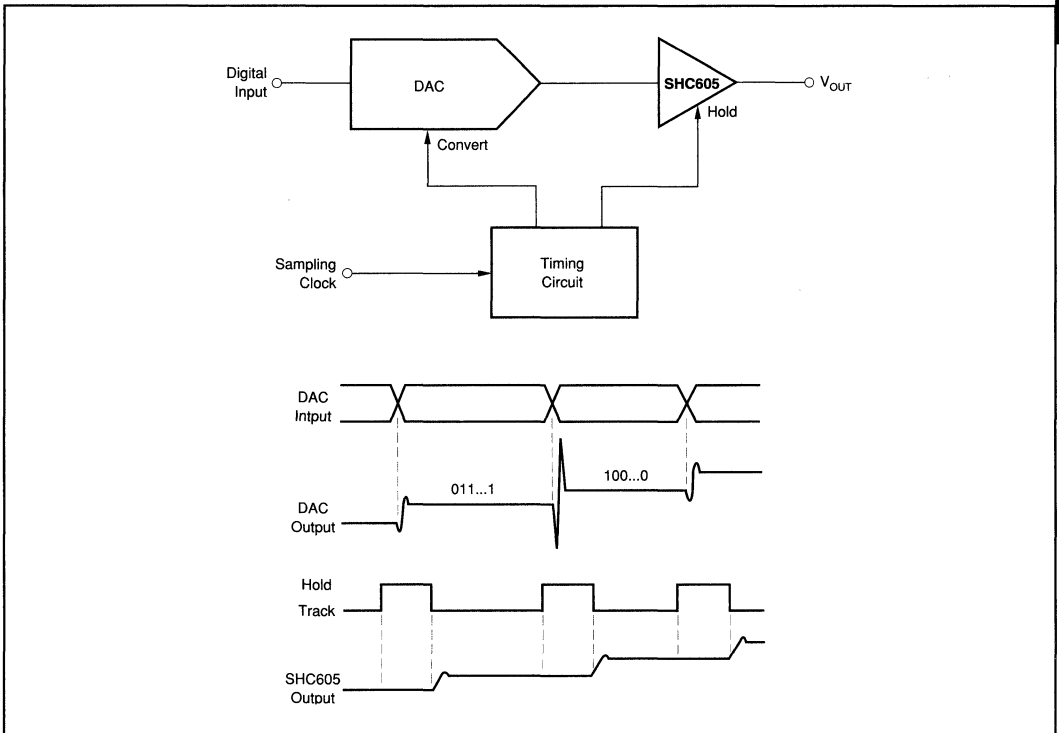 Digital
Input
DAC
SHC605
V_OUT
Hold
Convert
Sampling
Clock
Timing
Circuit
DAC
Intput
011...1
100...0
DAC
Output
Hold
Track
SHC605
Output